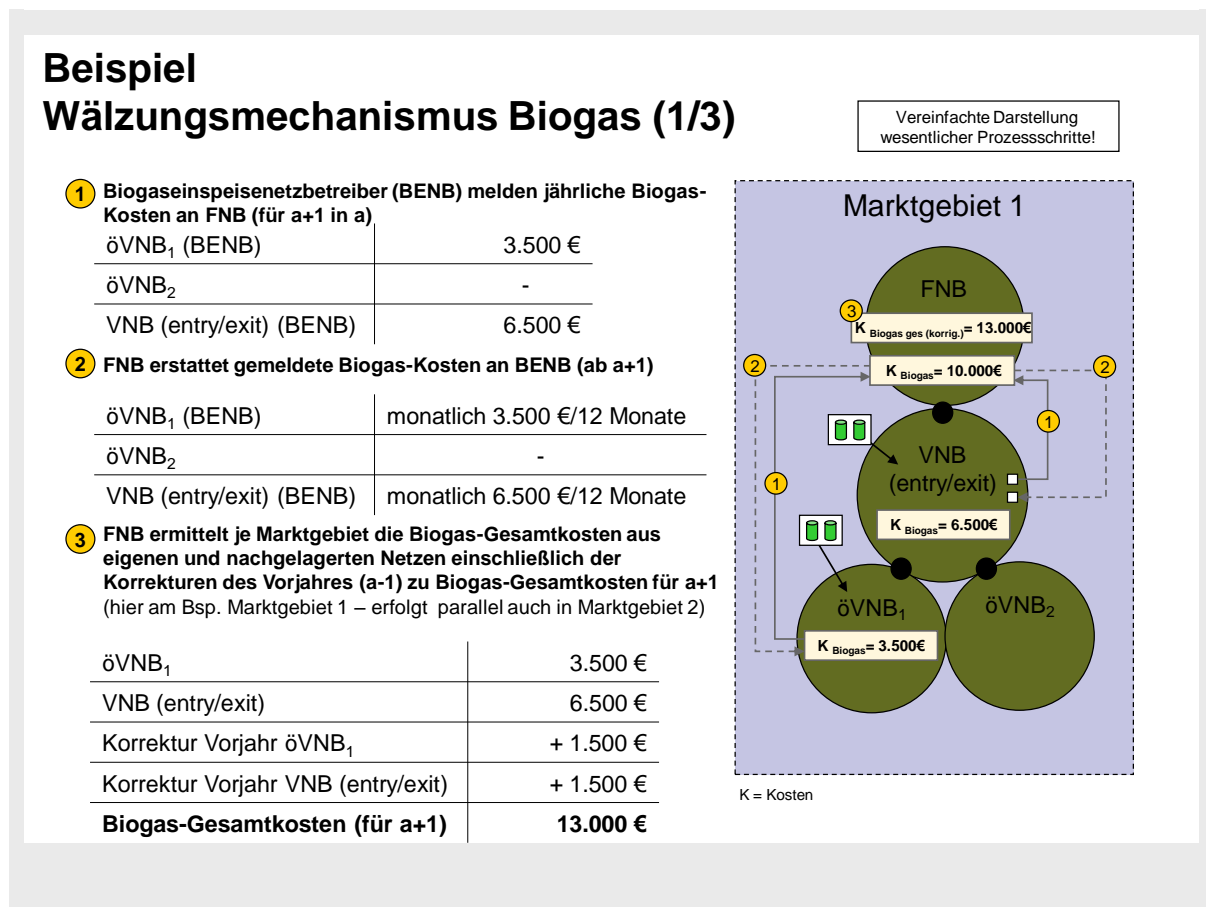 Beispiel
Wälzungsmechanismus Biogas (1/3)
Vereinfachte Darstellung
wesentlicher Prozessschritte!
1 Biogaseinspeisenetzbetreiber (BENB) melden jährliche Biogas-
Kosten an FNB (für a+1 in a)
öVNB1 (BENB) 3.500 €
öVNB2 -
VNB (entry/exit) (BENB) 6.500 €
2 FNB erstattet gemeldete Biogas-Kosten an BENB (ab a+1)
öVNB1 (BENB) monatlich 3.500 €/12 Monate
öVNB2 -
VNB (entry/exit) (BENB) monatlich 6.500 €/12 Monate
3 FNB ermittelt je Marktgebiet die Biogas-Gesamtkosten aus
eigenen und nachgelagerten Netzen einschließlich der
Korrekturen des Vorjahres (a-1) zu Biogas-Gesamtkosten für a+1
(hier am Bsp. Marktgebiet 1 – erfolgt parallel auch in Marktgebiet 2)
öVNB1 3.500 €
VNB (entry/exit) 6.500 €
Korrektur Vorjahr öVNB1 + 1.500 €
Korrektur Vorjahr VNB (entry/exit) + 1.500 €
Biogas-Gesamtkosten (für a+1) 13.000 €
Marktgebiet 1
FNB
3
K Biogas ges (korrig.)= 13.000€
2
K Biogas= 10.000€
2
1
VNB
(entry/exit)
1
K Biogas= 6.500€
öVNB1
öVNB2
K Biogas= 3.500€
K = Kosten